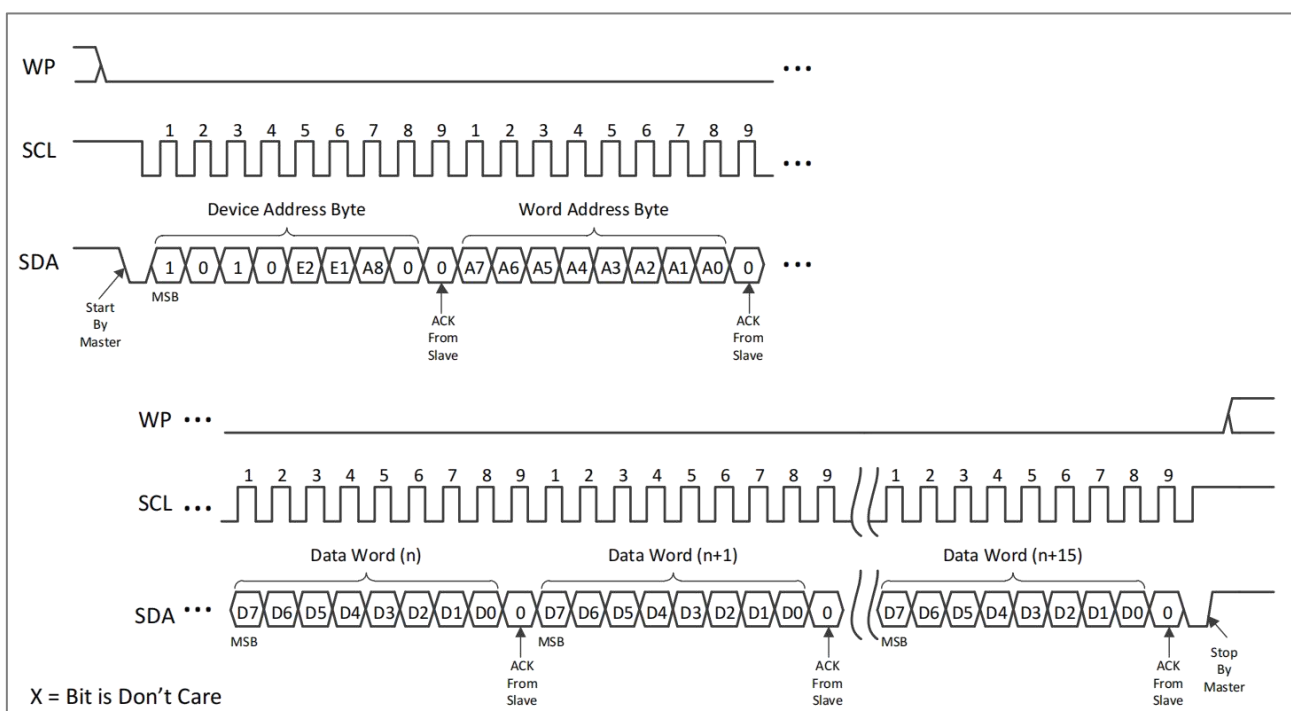 WP ...
SCL 1 2 3 4 5 6 7 8 9 1 2 3 4 5 6 7 8 9 ...
Device Address Byte Word Address Byte
SDA 1 0 1 0 E2 E1 A8 0 0 A7 A6 A5 A4 A3 A2 A1 A0 0 ...
MSB
Start
By
Master
ACK
From
Slave
ACK
From
Slave
WP ...
SCL ... 1 2 3 4 5 6 7 8 9 1 2 3 4 5 6 7 8 9 1 2 3 4 5 6 7 8 9
Data Word (n) Data Word (n+1) Data Word (n+15)
SDA ... D7 D6 D5 D4 D3 D2 D1 D0 0 D7 D6 D5 D4 D3 D2 D1 D0 0 D7 D6 D5 D4 D3 D2 D1 D0 0
MSB MSB MSB
ACK
From
Slave
ACK
From
Slave
ACK
From
Slave
Stop
By
Master
X = Bit is Don’t Care